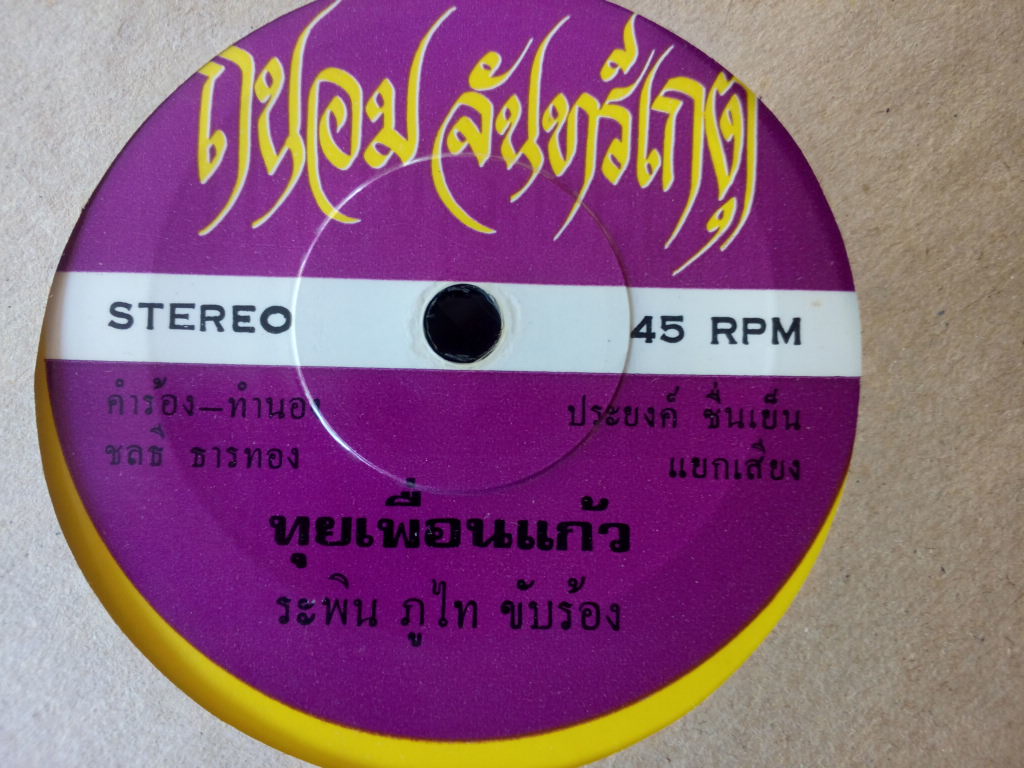 ถนอม จันทรีเกตุ
STEREO
45 RPM
คำร้อง—ทำนอง
ชลธี ธารทอง
ประยงค์ ชื่นเย็น
แยกเสียง
ทุยเพื่อนแก้ว
ระพิน ภูไท ขับร้อง